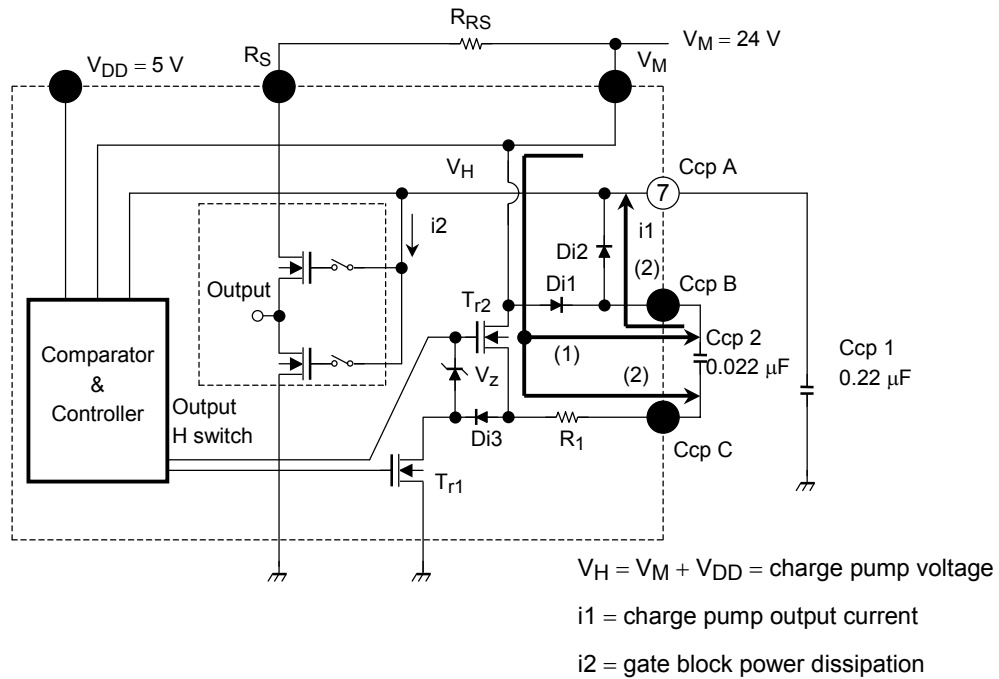 R_RS
V_M = 24 V
V_DD = 5 V
R_S
V_M
V_H
Ccp A
7
i2
i1
Di2
(2)
Di1
Ccp B
Output
T_r2
Ccp 2
0.022 μF
(1)
Ccp 1
0.22 μF
Comparator
&
Controller
V_Z
(2)
Output
H switch
Di3
R_1
Ccp C
T_r1
V_H = V_M + V_DD = charge pump voltage
i1 = charge pump output current
i2 = gate block power dissipation